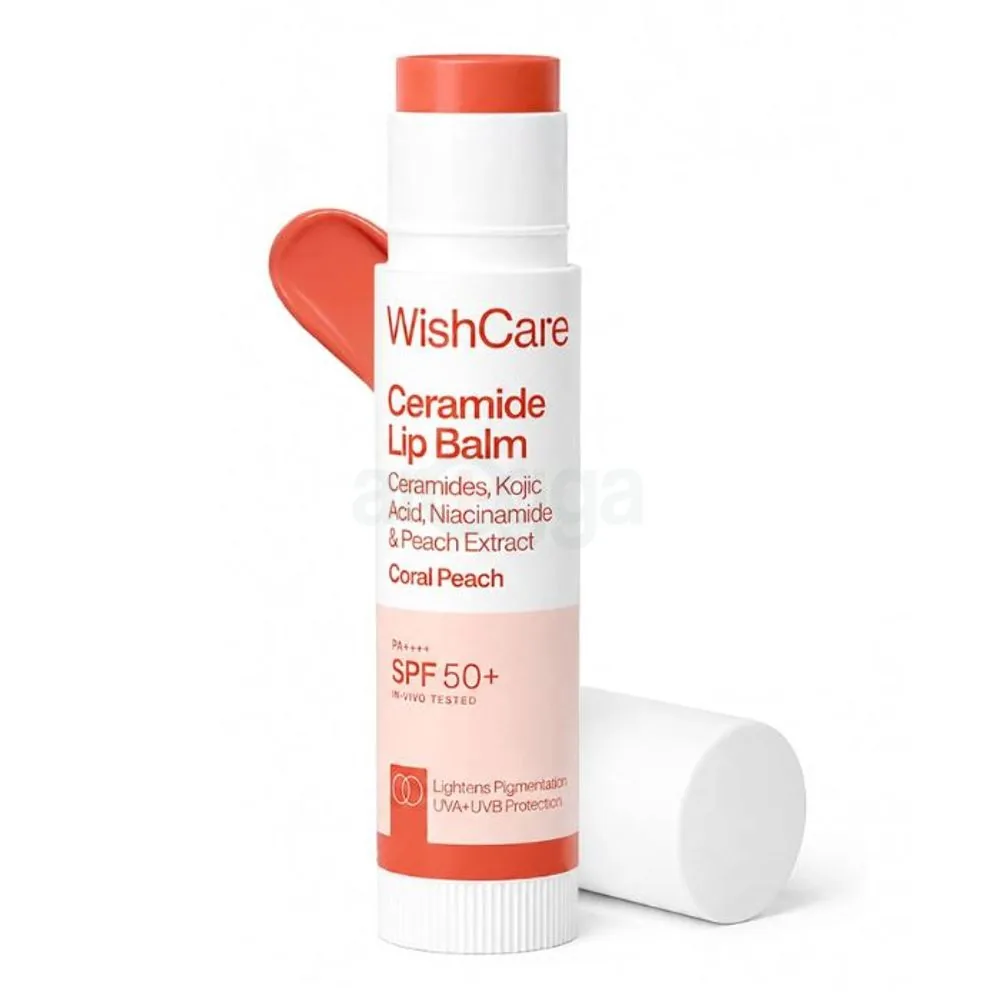 WishCare
Ceramide
Lip Balm
Ceramides, Kojic
Acid, Niacinamide
& Peach Extract
Coral Peach
PA++++
SPF 50+
IN-VIVO TESTED
Lightens Pigmentation
UVA+UVB Protection